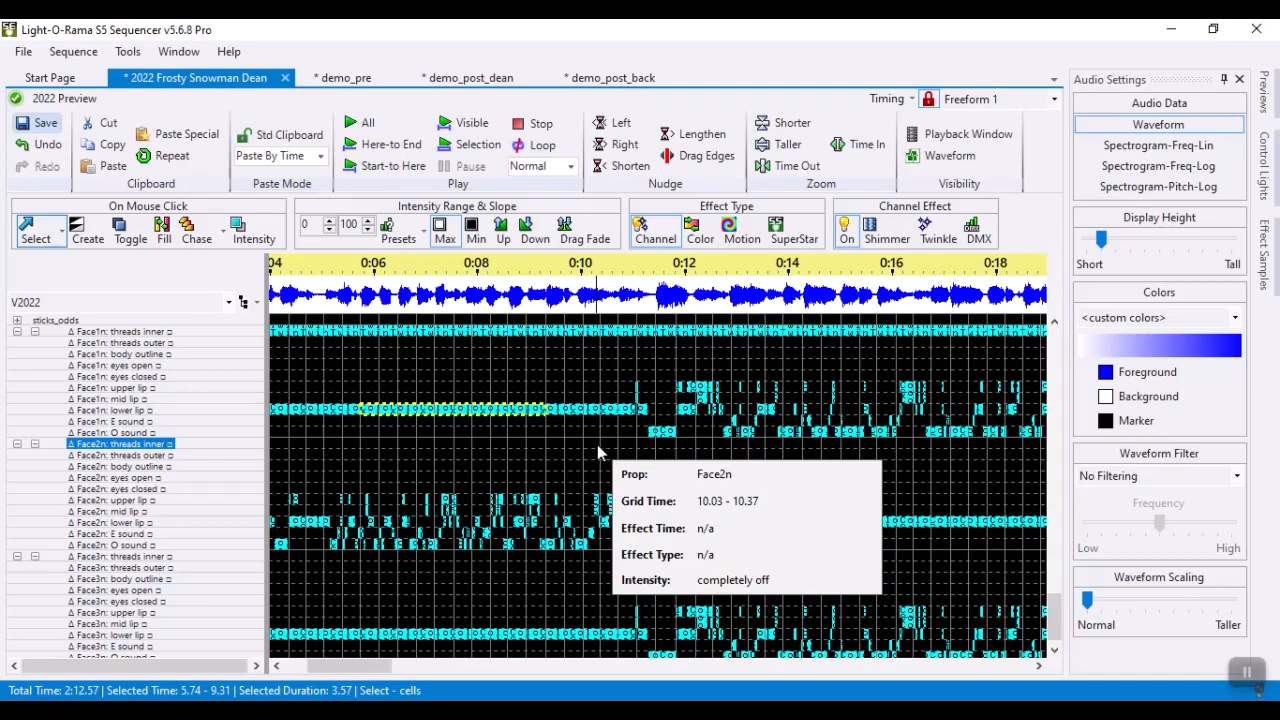 Light-O-Rama S5 Sequencer v5.6.8 Pro
File Sequence Tools Window Help
Start Page * 2022 Frosty Snowman Dean * demo_pre * demo_post_dean * demo_post_back
2022 Preview Timing Freeform 1
Save Cut Paste Special Std Clipboard All Visible Stop Left Lengthen Shorter Playback Window
Undo Copy Repeat Paste By Time Here-to End Selection Loop Right Drag Edges Taller Time In Waveform
Redo Paste Start-to Here Pause Normal Shorten Time Out
Clipboard Paste Mode Play Nudge Zoom Visibility
On Mouse Click Intensity Range & Slope Effect Type Channel Effect
0 100
Select Create Toggle Fill Chase Intensity Presets Max Min Up Down Drag Fade Channel Color Motion SuperStar On Shimmer Twinkle DMX
04 0:06 0:08 0:10 0:12 0:14 0:16 0:18
V2022
sticks_odds
Δ Face1n: threads inner
Δ Face1n: threads outer
Δ Face1n: body outline
Δ Face1n: eyes open
Δ Face1n: eyes closed
Δ Face1n: upper lip
Δ Face1n: mid lip
Δ Face1n: lower lip
Δ Face1n: E sound
Δ Face1n: O sound
Δ Face2n: threads inner
Δ Face2n: threads outer
Δ Face2n: body outline
Δ Face2n: eyes open
Δ Face2n: eyes closed
Δ Face2n: upper lip
Δ Face2n: mid lip
Δ Face2n: lower lip
Δ Face2n: E sound
Δ Face2n: O sound
Δ Face3n: threads inner
Δ Face3n: threads outer
Δ Face3n: body outline
Δ Face3n: eyes open
Δ Face3n: eyes closed
Δ Face3n: upper lip
Δ Face3n: mid lip
Δ Face3n: lower lip
Δ Face3n: E sound
Δ Face3n: O sound
Prop: Face2n
Grid Time: 10.03 - 10.37
Effect Time: n/a
Effect Type: n/a
Intensity: completely off
Audio Settings
Audio Data
Waveform
Spectrogram-Freq-Lin
Spectrogram-Freq-Log
Spectrogram-Pitch-Log
Display Height
Short Tall
Colors
<custom colors>
Foreground
Background
Marker
Waveform Filter
No Filtering
Frequency
Low High
Waveform Scaling
Normal Taller
Previews
Control Lights
Effect Samples
Total Time: 2:12.57 | Selected Time: 5.74 - 9.31 | Selected Duration: 3.57 | Select - cells